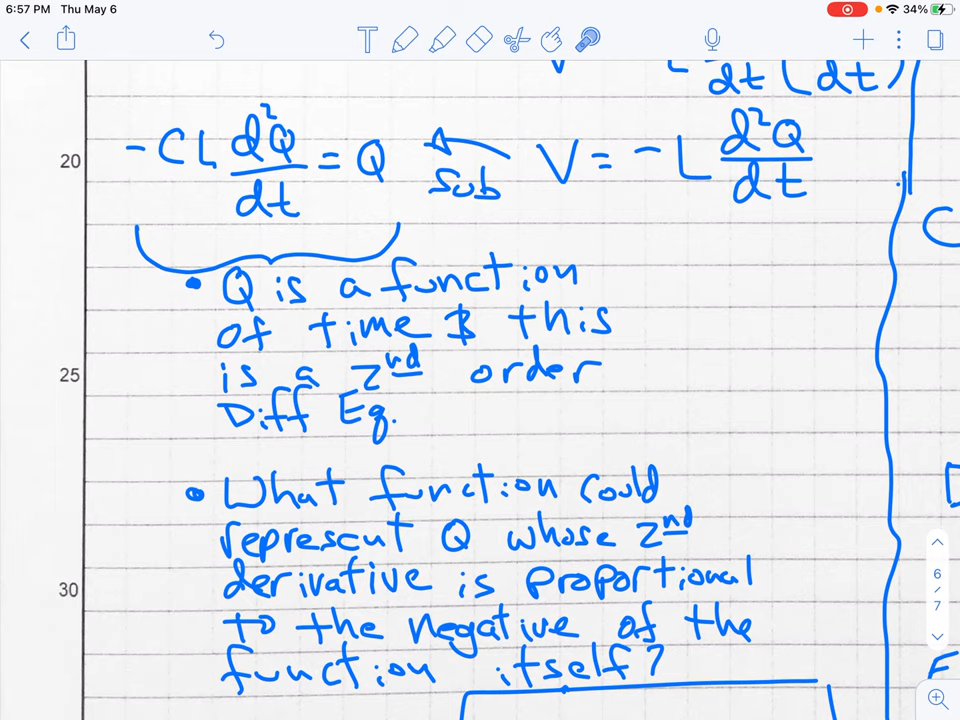 6:57 PM Thu May 6 34%
T
dt ( dt )
20
-CL d²Q/dt = Q ← sub V = -L d²Q/dt
• Q is a function
of time & this
25
is a 2nd order
Diff Eq.
• What function could
represent Q whose 2nd
derivative is proportional
30
to the negative of the
function itself?
6
/
7